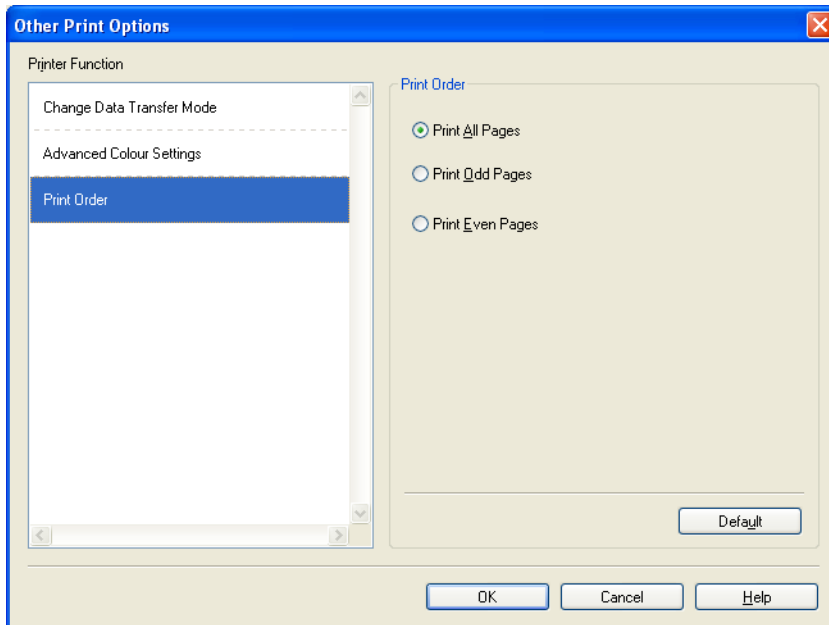 Other Print Options
Printer Function
Change Data Transfer Mode
Advanced Colour Settings
Print Order
Print Order
Print All Pages
Print Odd Pages
Print Even Pages
Default
OK
Cancel
Help